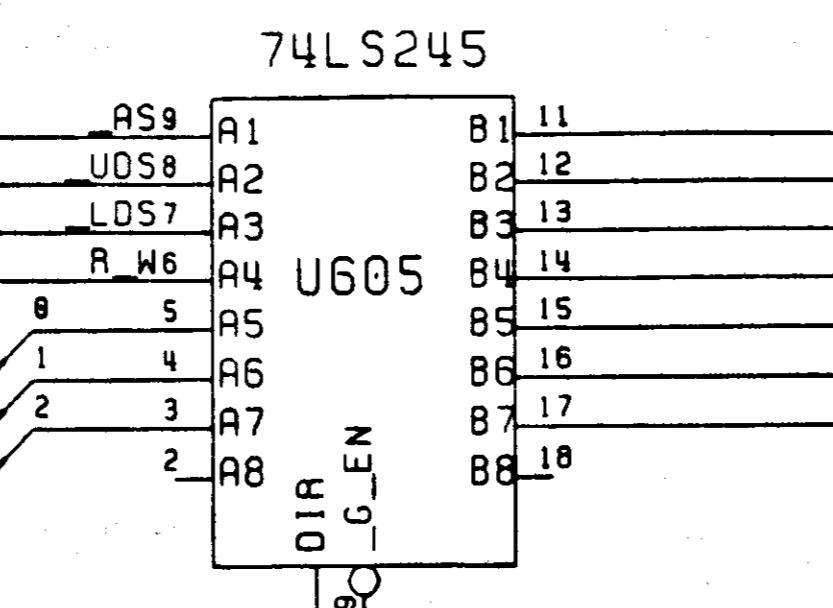 74LS245
_AS9 A1 B1 11
_UDS8 A2 B2 12
_LDS7 A3 B3 13
R_W6 A4 U605 B4 14
0 5 A5 B5 15
1 4 A6 B6 16
2 3 A7 B7 17
2 A8 B8 18
DIR _G_EN